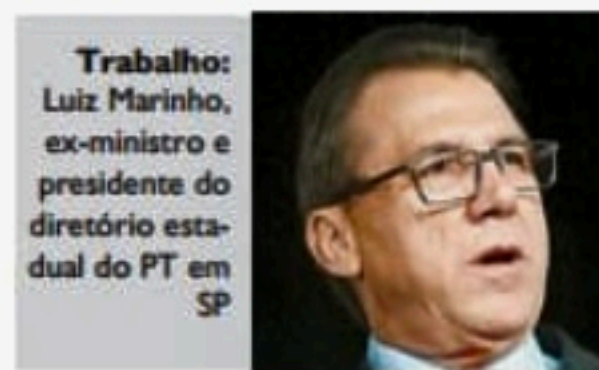 Trabalho:
Luiz Marinho,
ex-ministro e
presidente do
diretório esta-
dual do PT em
SP